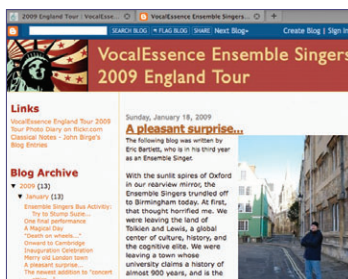 2009 England Tour | VocalEsse...
VocalEssence Ensemble Singers...
SEARCH BLOG FLAG BLOG SHARE Next Blog» Create Blog | Sign In
VocalEssence Ensemble Singers
2009 England Tour
Links
VocalEssence England Tour 2009
Tour Photo Diary on flickr.com
Classical Notes - John Birge's
Blog Entries
Blog Archive
▼ 2009 (13)
▼ January (13)
Ensemble Singers Bus Activity:
Try to Stump Suzie...
One final performance
A Magical Day
"Death on wheels..."
Onward to Cambridge
Inauguration Celebration
Merry old London town
A pleasant surprise...
The newest addition to "concert
Sunday, January 18, 2009
A pleasant surprise...
The following blog was written by
Eric Bartlett, who is in his third year
as an Ensemble Singer.
With the sunlit spires of Oxford
in our rearview mirror, the
Ensemble Singers trundled off
to Birmingham today. At first,
that thought horrified me. We
were leaving the land of
Tolkien and Lewis, a global
center of culture, history, and
the cognitive elite. We were
leaving a town whose
university claims a history of
almost 900 years, and is the